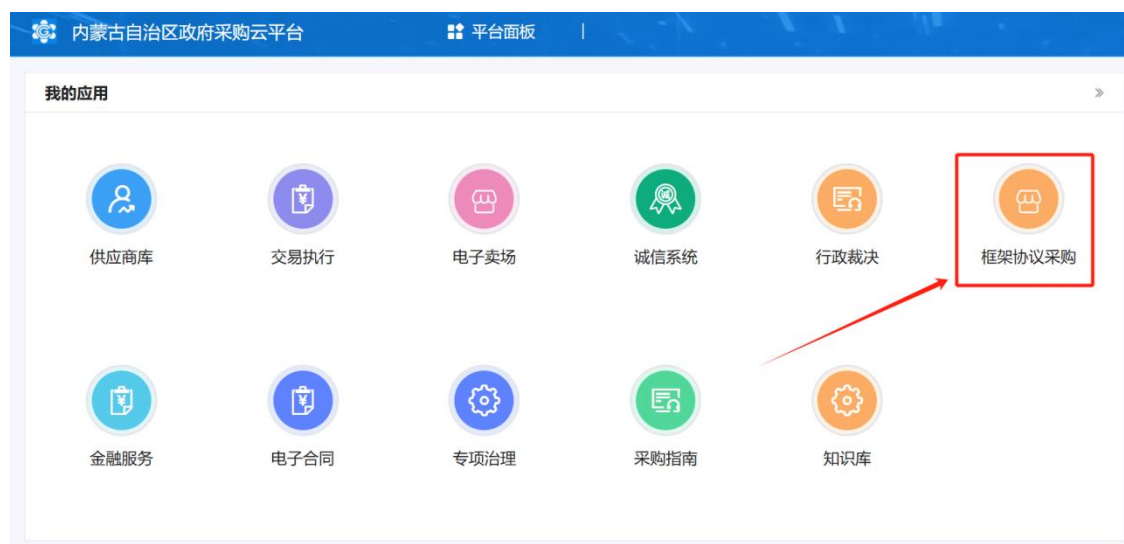 内蒙古自治区政府采购云平台
平台面板
我的应用
供应商库
交易执行
电子卖场
诚信系统
行政裁决
框架协议采购
金融服务
电子合同
专项治理
采购指南
知识库